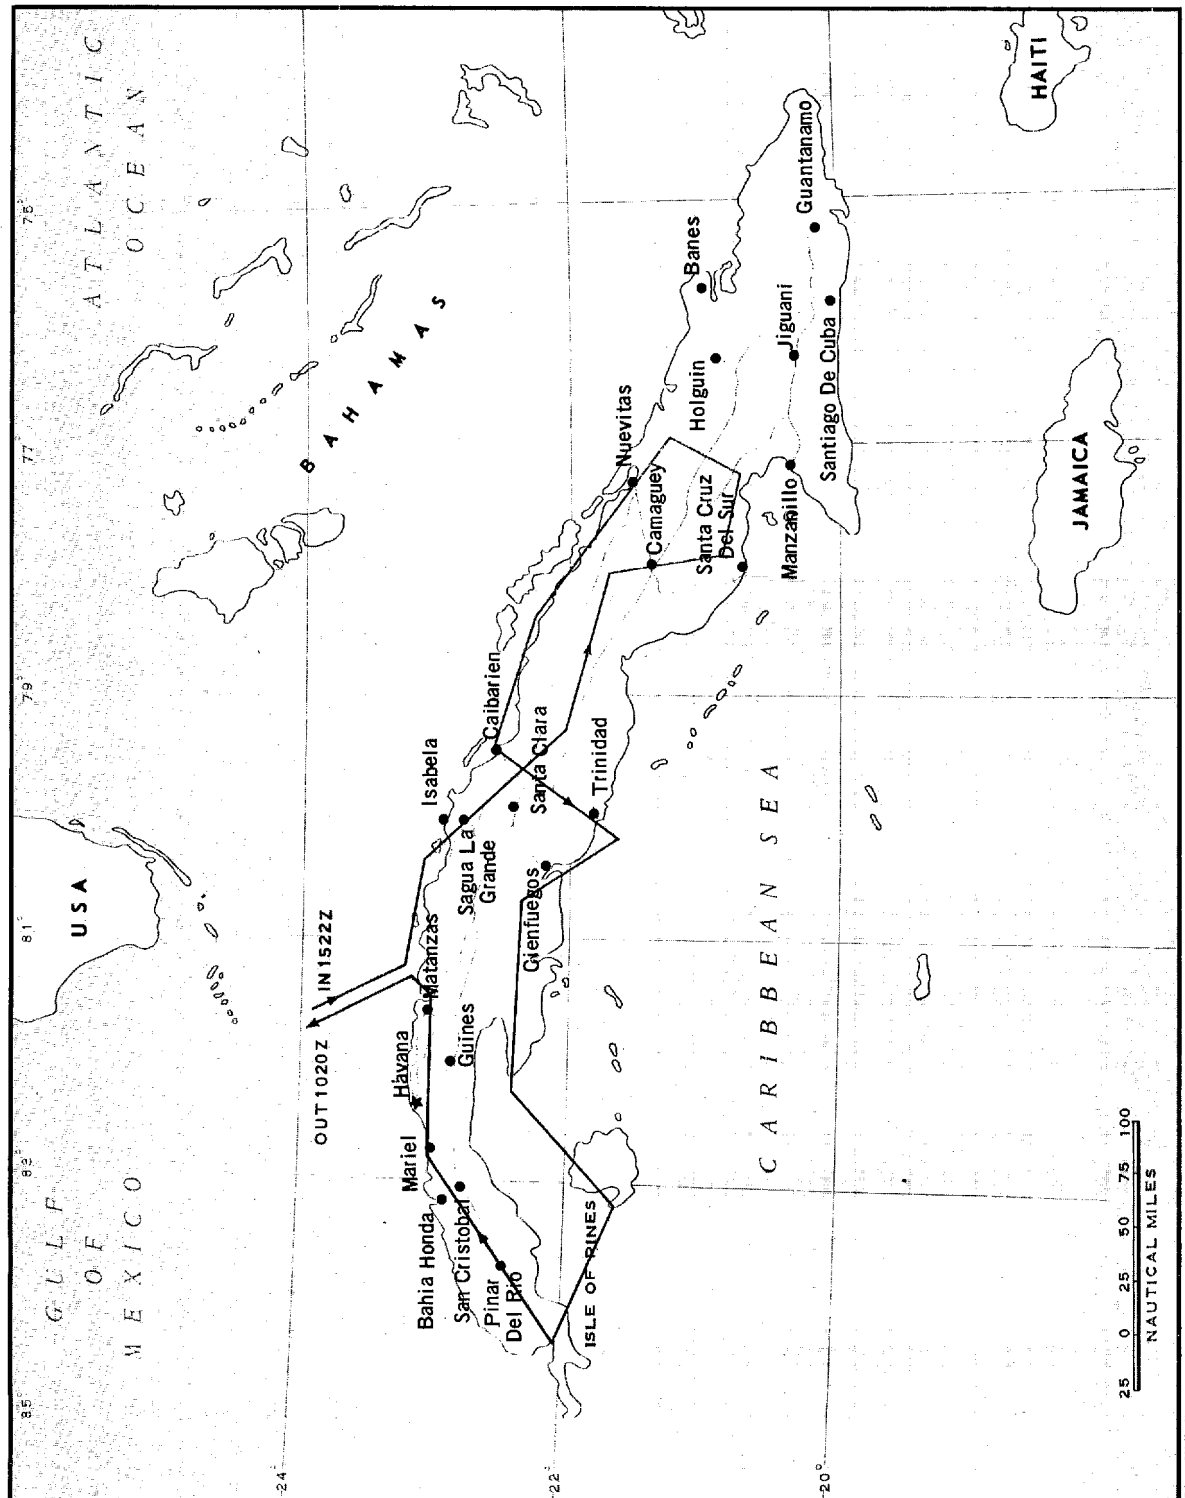 85°
83°
81°
79°
77
75
GULF
OF
MEXICO
USA
ATLANTIC
OCEAN
BAHAMAS
24°
OUT 1020Z
IN 1522Z
Havana
Matanzas
Isabela
Mariel
Bahia Honda
San Cristobal
Pinar
Del Rio
Guines
Sagua La
Grande
Caibarien
Santa Clara
Cienfuegos
Trinidad
22°
ISLE OF PINES
Nuevitas
Camaguey
Santa Cruz
Del Sur
Holguin
Banes
Manzanillo
Jiguani
Santiago De Cuba
Guantanamo
CARIBBEAN SEA
20°
HAITI
JAMAICA
25 0 25 50 75 100
NAUTICAL MILES